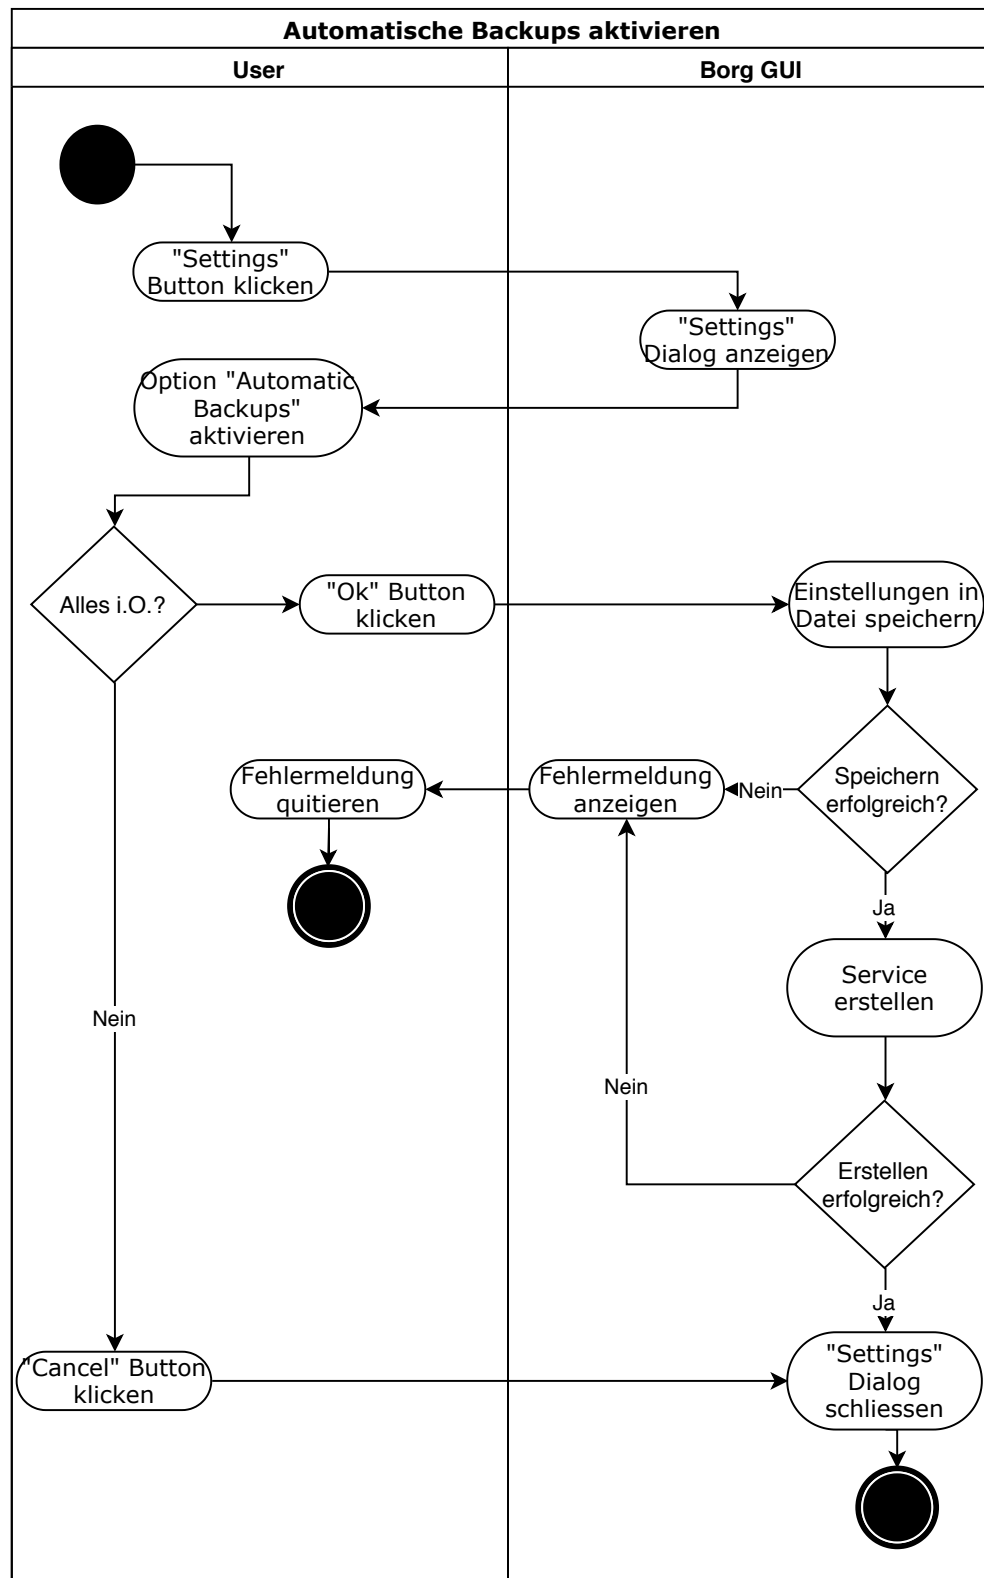 Automatische Backups aktivieren
User
Borg GUI
"Settings"
Button klicken
"Settings"
Dialog anzeigen
Option "Automatic
Backups"
aktivieren
Alles i.O.?
"Ok" Button
klicken
Einstellungen in
Datei speichern
Speichern
erfolgreich?
Nein
Fehlermeldung
anzeigen
Fehlermeldung
quitieren
Ja
Service
erstellen
Nein
Nein
Erstellen
erfolgreich?
Ja
"Cancel" Button
klicken
"Settings"
Dialog
schliessen